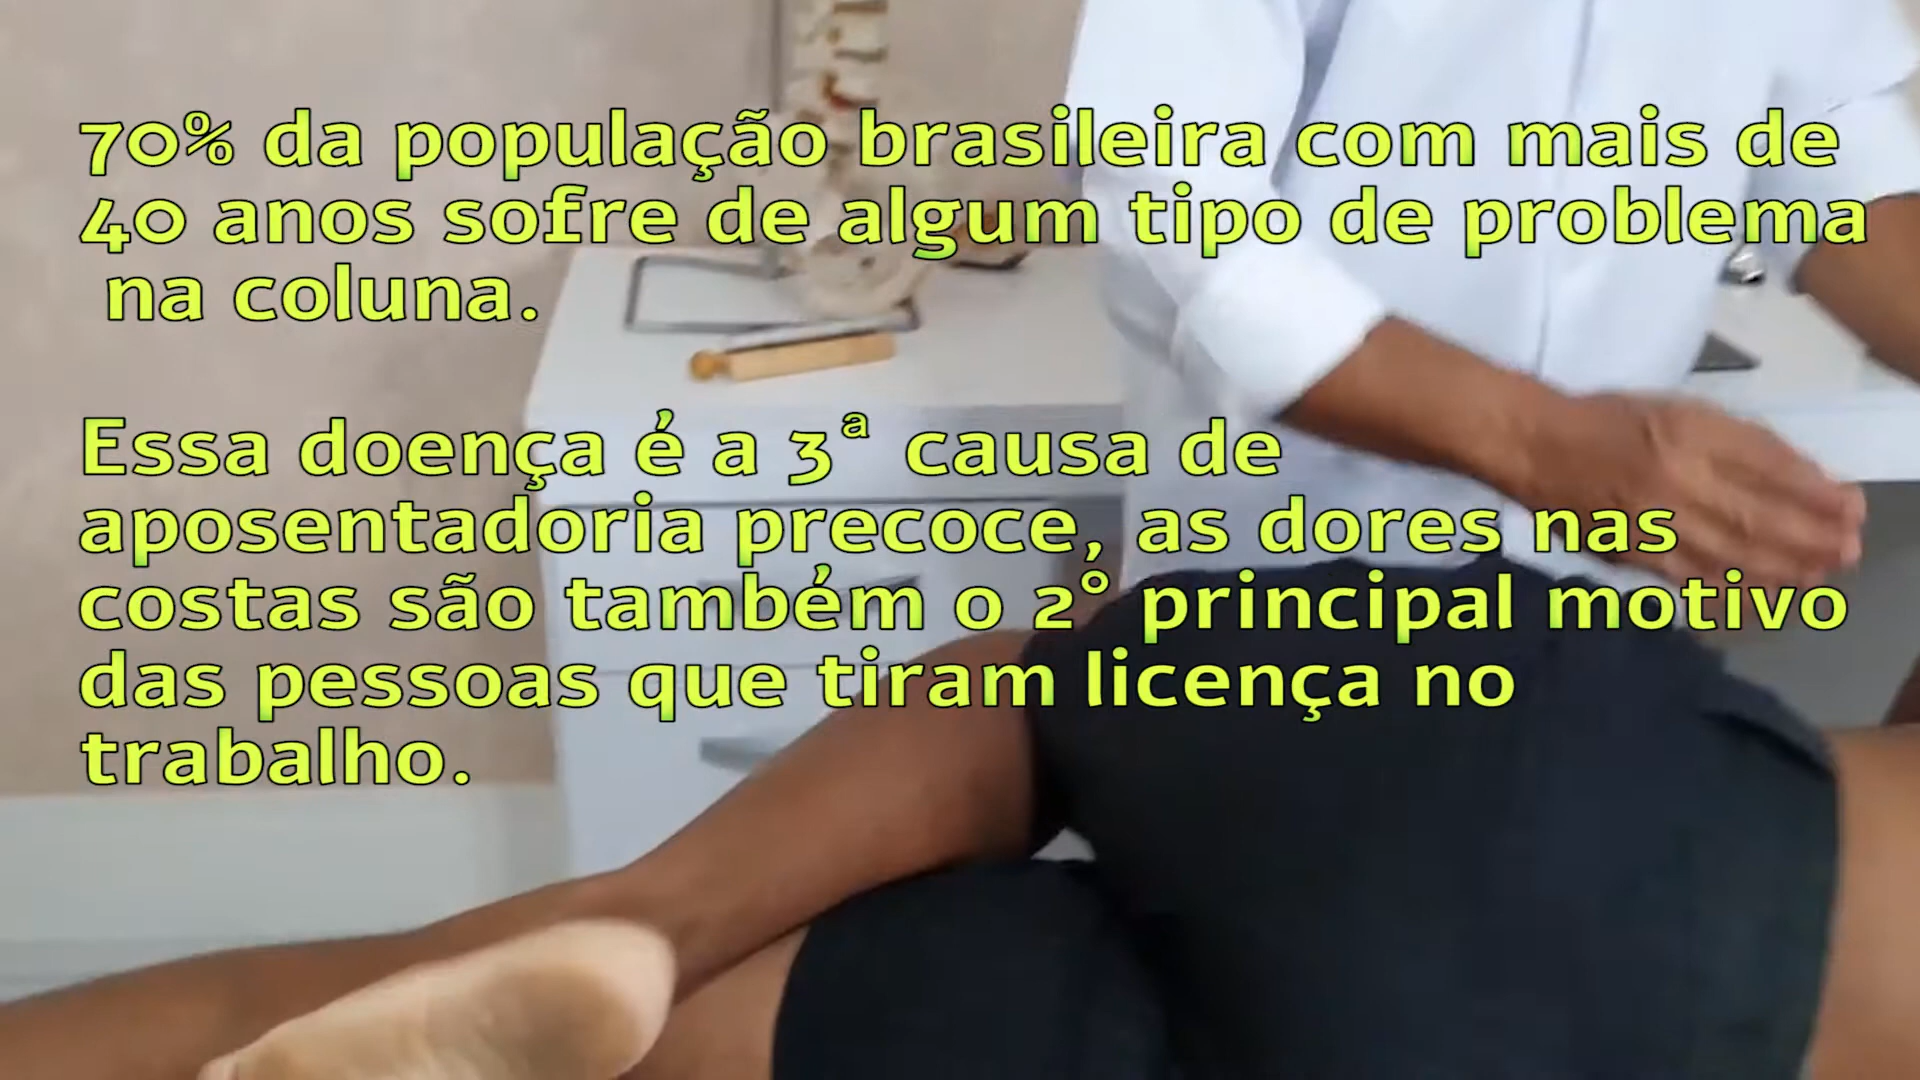 70% da população brasileira com mais de
40 anos sofre de algum tipo de problema
na coluna.
Essa doença é a 3ª causa de
aposentadoria precoce, as dores nas
costas são também o 2° principal motivo
das pessoas que tiram licença no
trabalho.